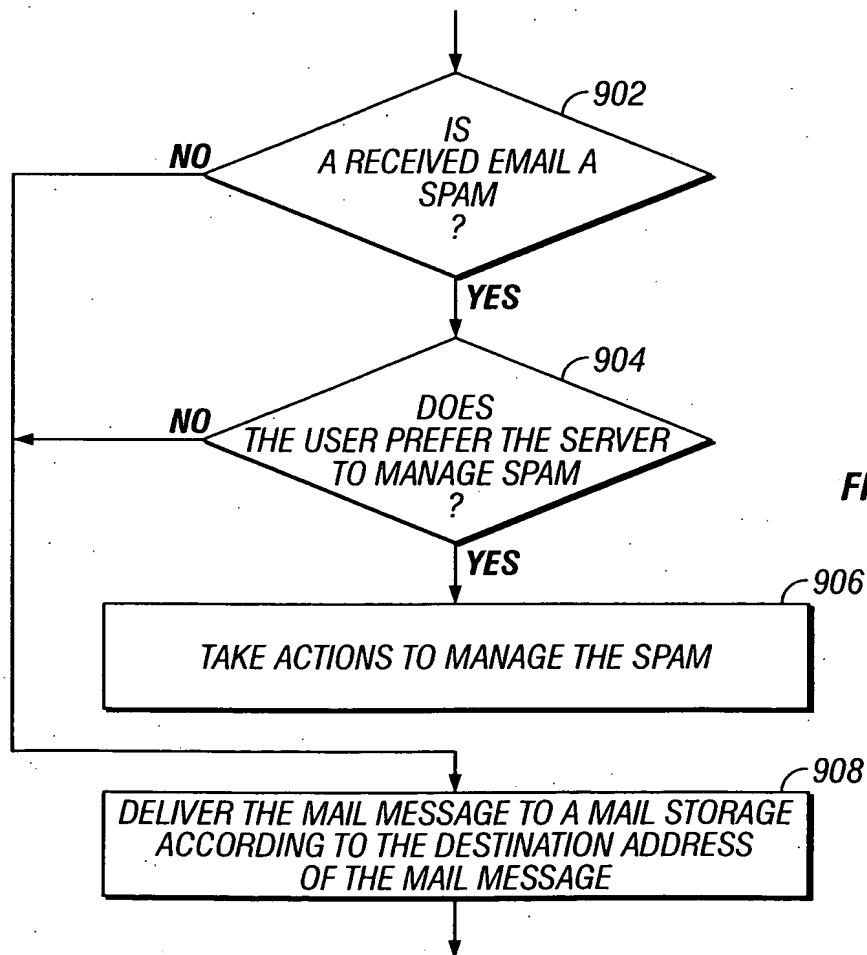 902
IS
A RECEIVED EMAIL A
SPAM
?
NO
YES
904
DOES
THE USER PREFER THE SERVER
TO MANAGE SPAM
?
NO
YES
906
TAKE ACTIONS TO MANAGE THE SPAM
908
DELIVER THE MAIL MESSAGE TO A MAIL STORAGE
ACCORDING TO THE DESTINATION ADDRESS
OF THE MAIL MESSAGE